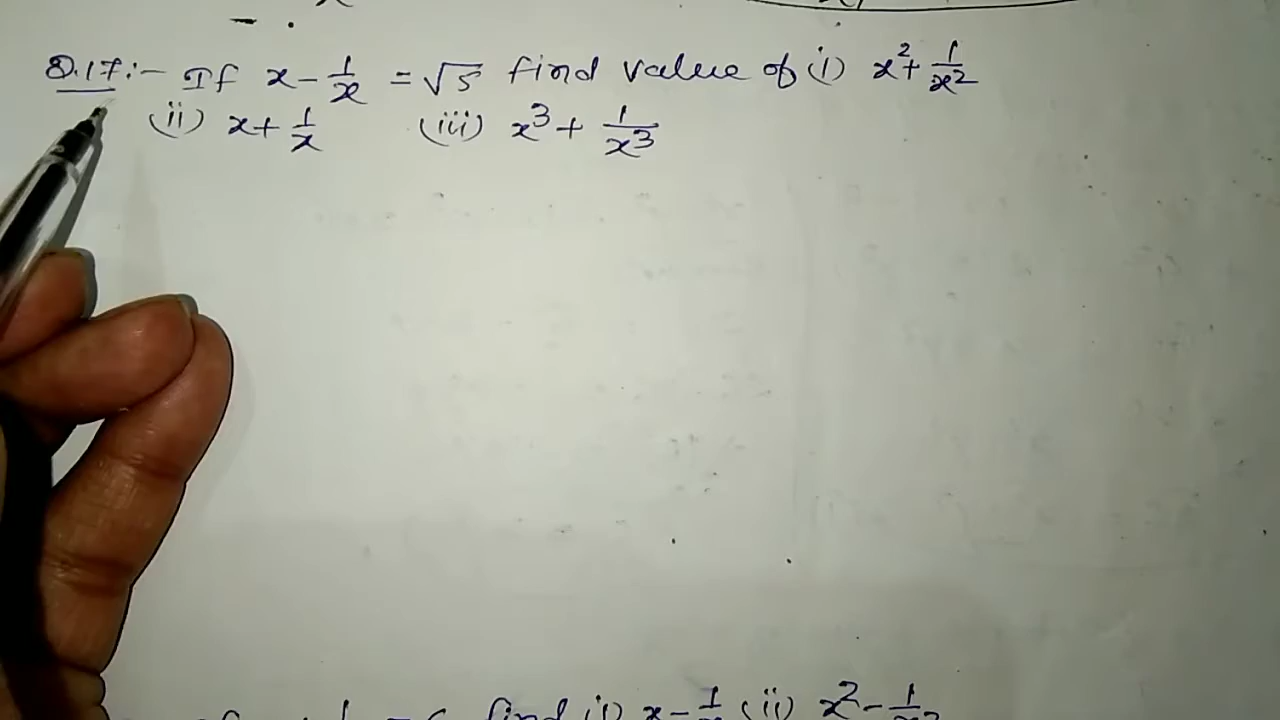 Q.17:- If x - 1/x = √5 find value of (i) x² + 1/x²
(ii) x + 1/x (iii) x³ + 1/x³
find (i) x - 1/x (ii) x² - 1/x²